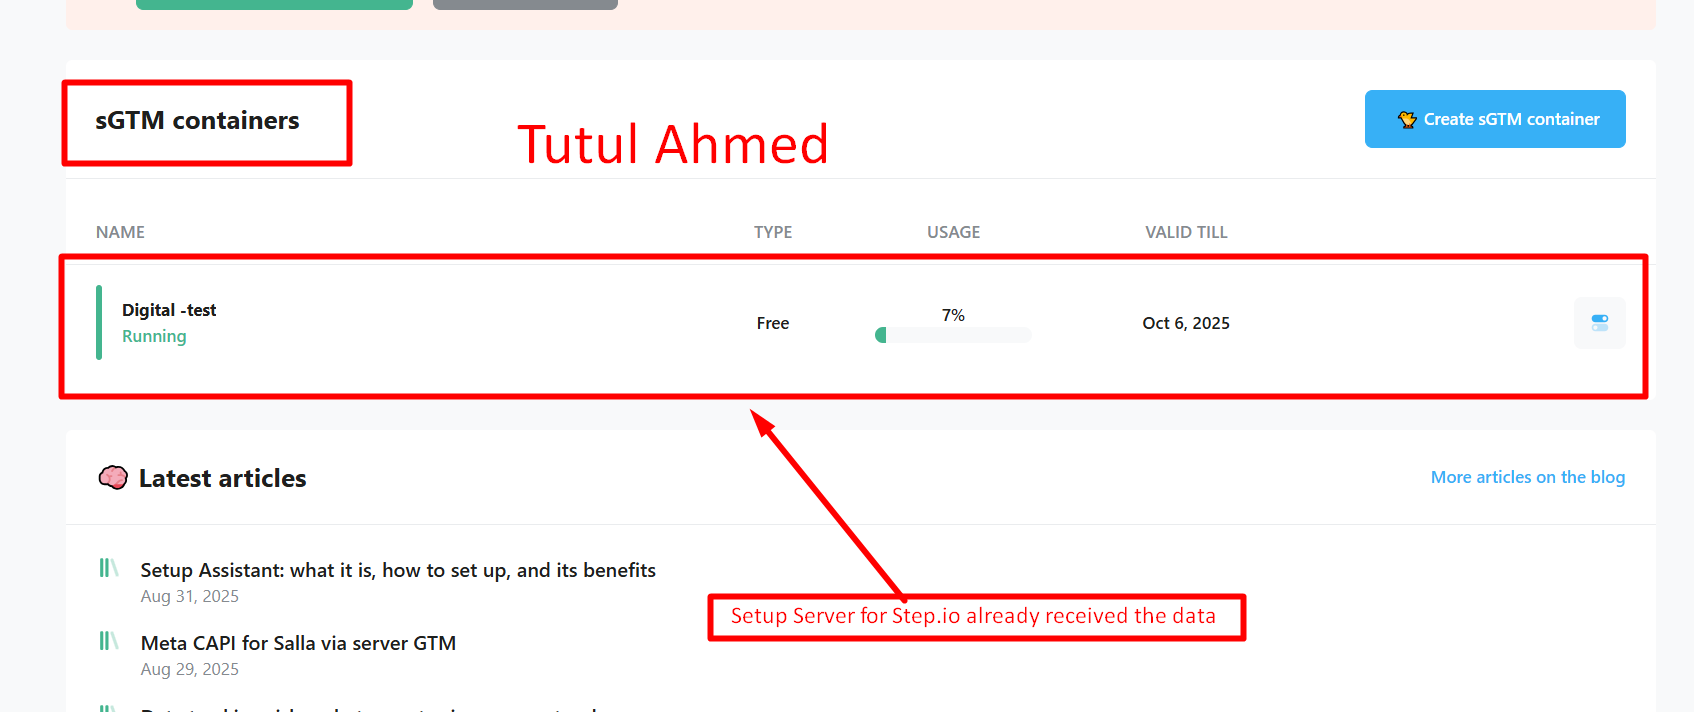 sGTM containers
Tutul Ahmed
Create sGTM container
NAME TYPE USAGE VALID TILL
Digital -test
Running
Free
7%
Oct 6, 2025
Latest articles
More articles on the blog
Setup Assistant: what it is, how to set up, and its benefits
Aug 31, 2025
Setup Server for Step.io already received the data
Meta CAPI for Salla via server GTM
Aug 29, 2025